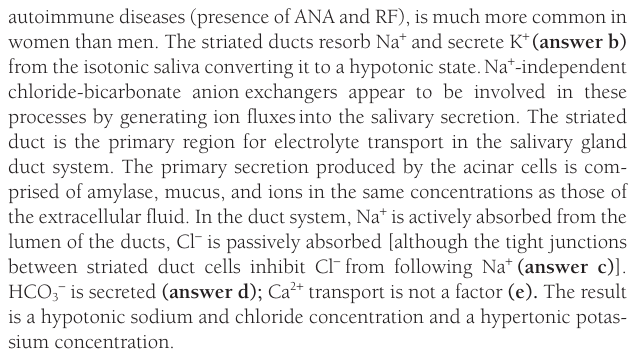 autoimmune diseases (presence of ANA and RF), is much more common in
women than men. The striated ducts resorb Na⁺ and secrete K⁺ (answer b)
from the isotonic saliva converting it to a hypotonic state. Na⁺-independent
chloride-bicarbonate anion exchangers appear to be involved in these
processes by generating ion fluxes into the salivary secretion. The striated
duct is the primary region for electrolyte transport in the salivary gland
duct system. The primary secretion produced by the acinar cells is com-
prised of amylase, mucus, and ions in the same concentrations as those of
the extracellular fluid. In the duct system, Na⁺ is actively absorbed from the
lumen of the ducts, Cl⁻ is passively absorbed [although the tight junctions
between striated duct cells inhibit Cl⁻ from following Na⁺ (answer c)].
HCO₃⁻ is secreted (answer d); Ca²⁺ transport is not a factor (e). The result
is a hypotonic sodium and chloride concentration and a hypertonic potas-
sium concentration.